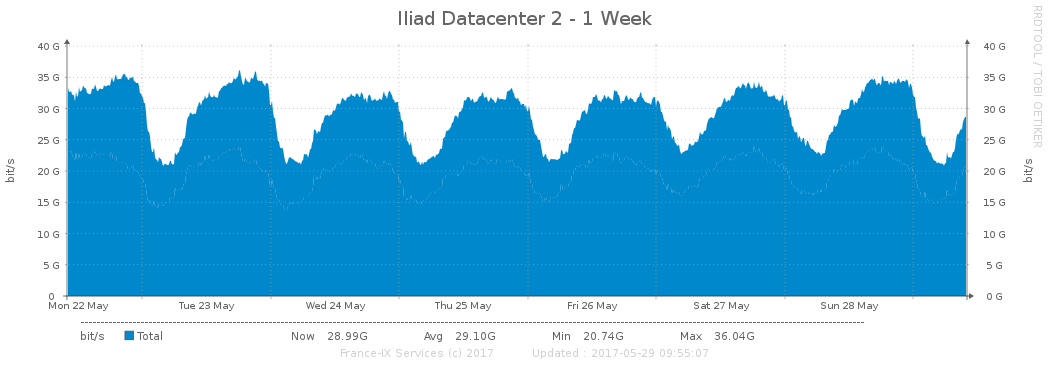 Iliad Datacenter 2 - 1 Week
RRDTOOL / TOBI OETIKER
40 G 40 G
35 G 35 G
30 G 30 G
25 G 25 G
20 G 20 G
15 G 15 G
10 G 10 G
5 G 5 G
0 0 G
bit/s bit/s
Mon 22 May Tue 23 May Wed 24 May Thu 25 May Fri 26 May Sat 27 May Sun 28 May
bit/s Total Now 28.99G Avg 29.10G Min 20.74G Max 36.04G
France-IX Services (c) 2017 Updated : 2017-05-29 09:55:07